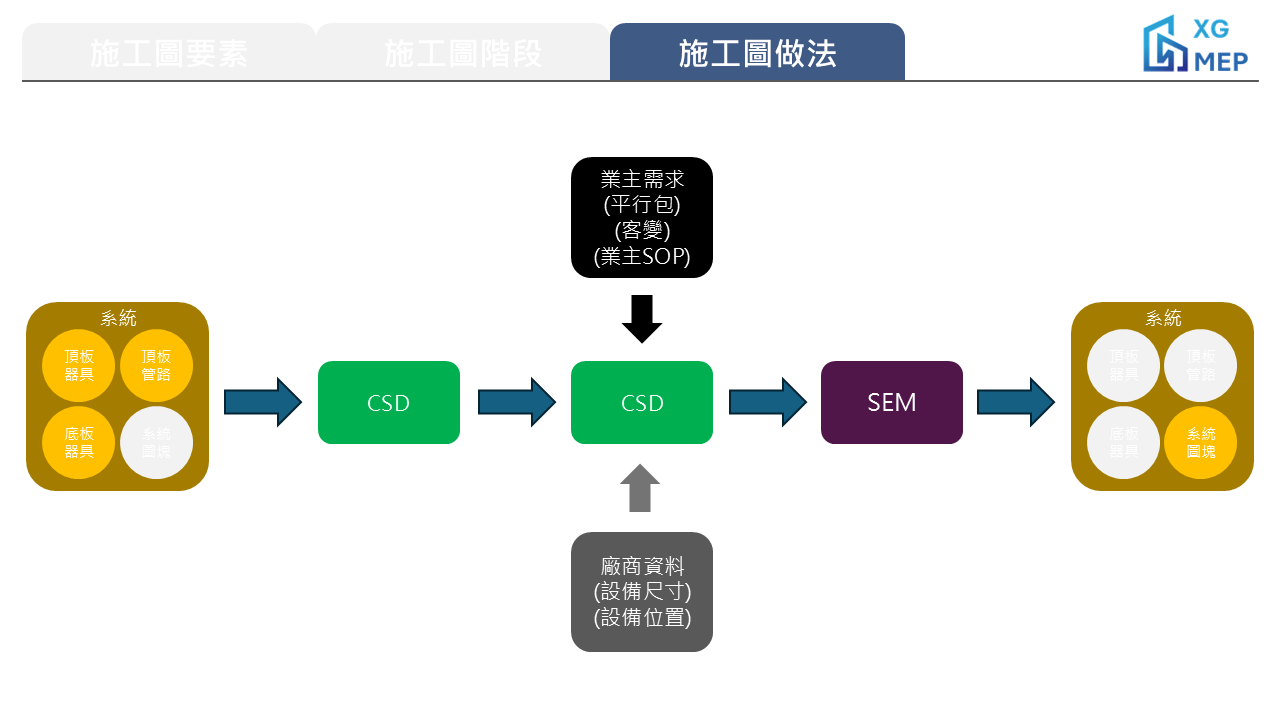 施工圖要素
施工圖階段
施工圖做法
XG
MEP
業主需求
(平行包)
(客變)
(業主SOP)
系統
頂板
器具
頂板
管路
底板
器具
系統
圖塊
CSD
CSD
SEM
系統
頂板
器具
頂板
管路
底板
器具
系統
圖塊
廠商資料
(設備尺寸)
(設備位置)